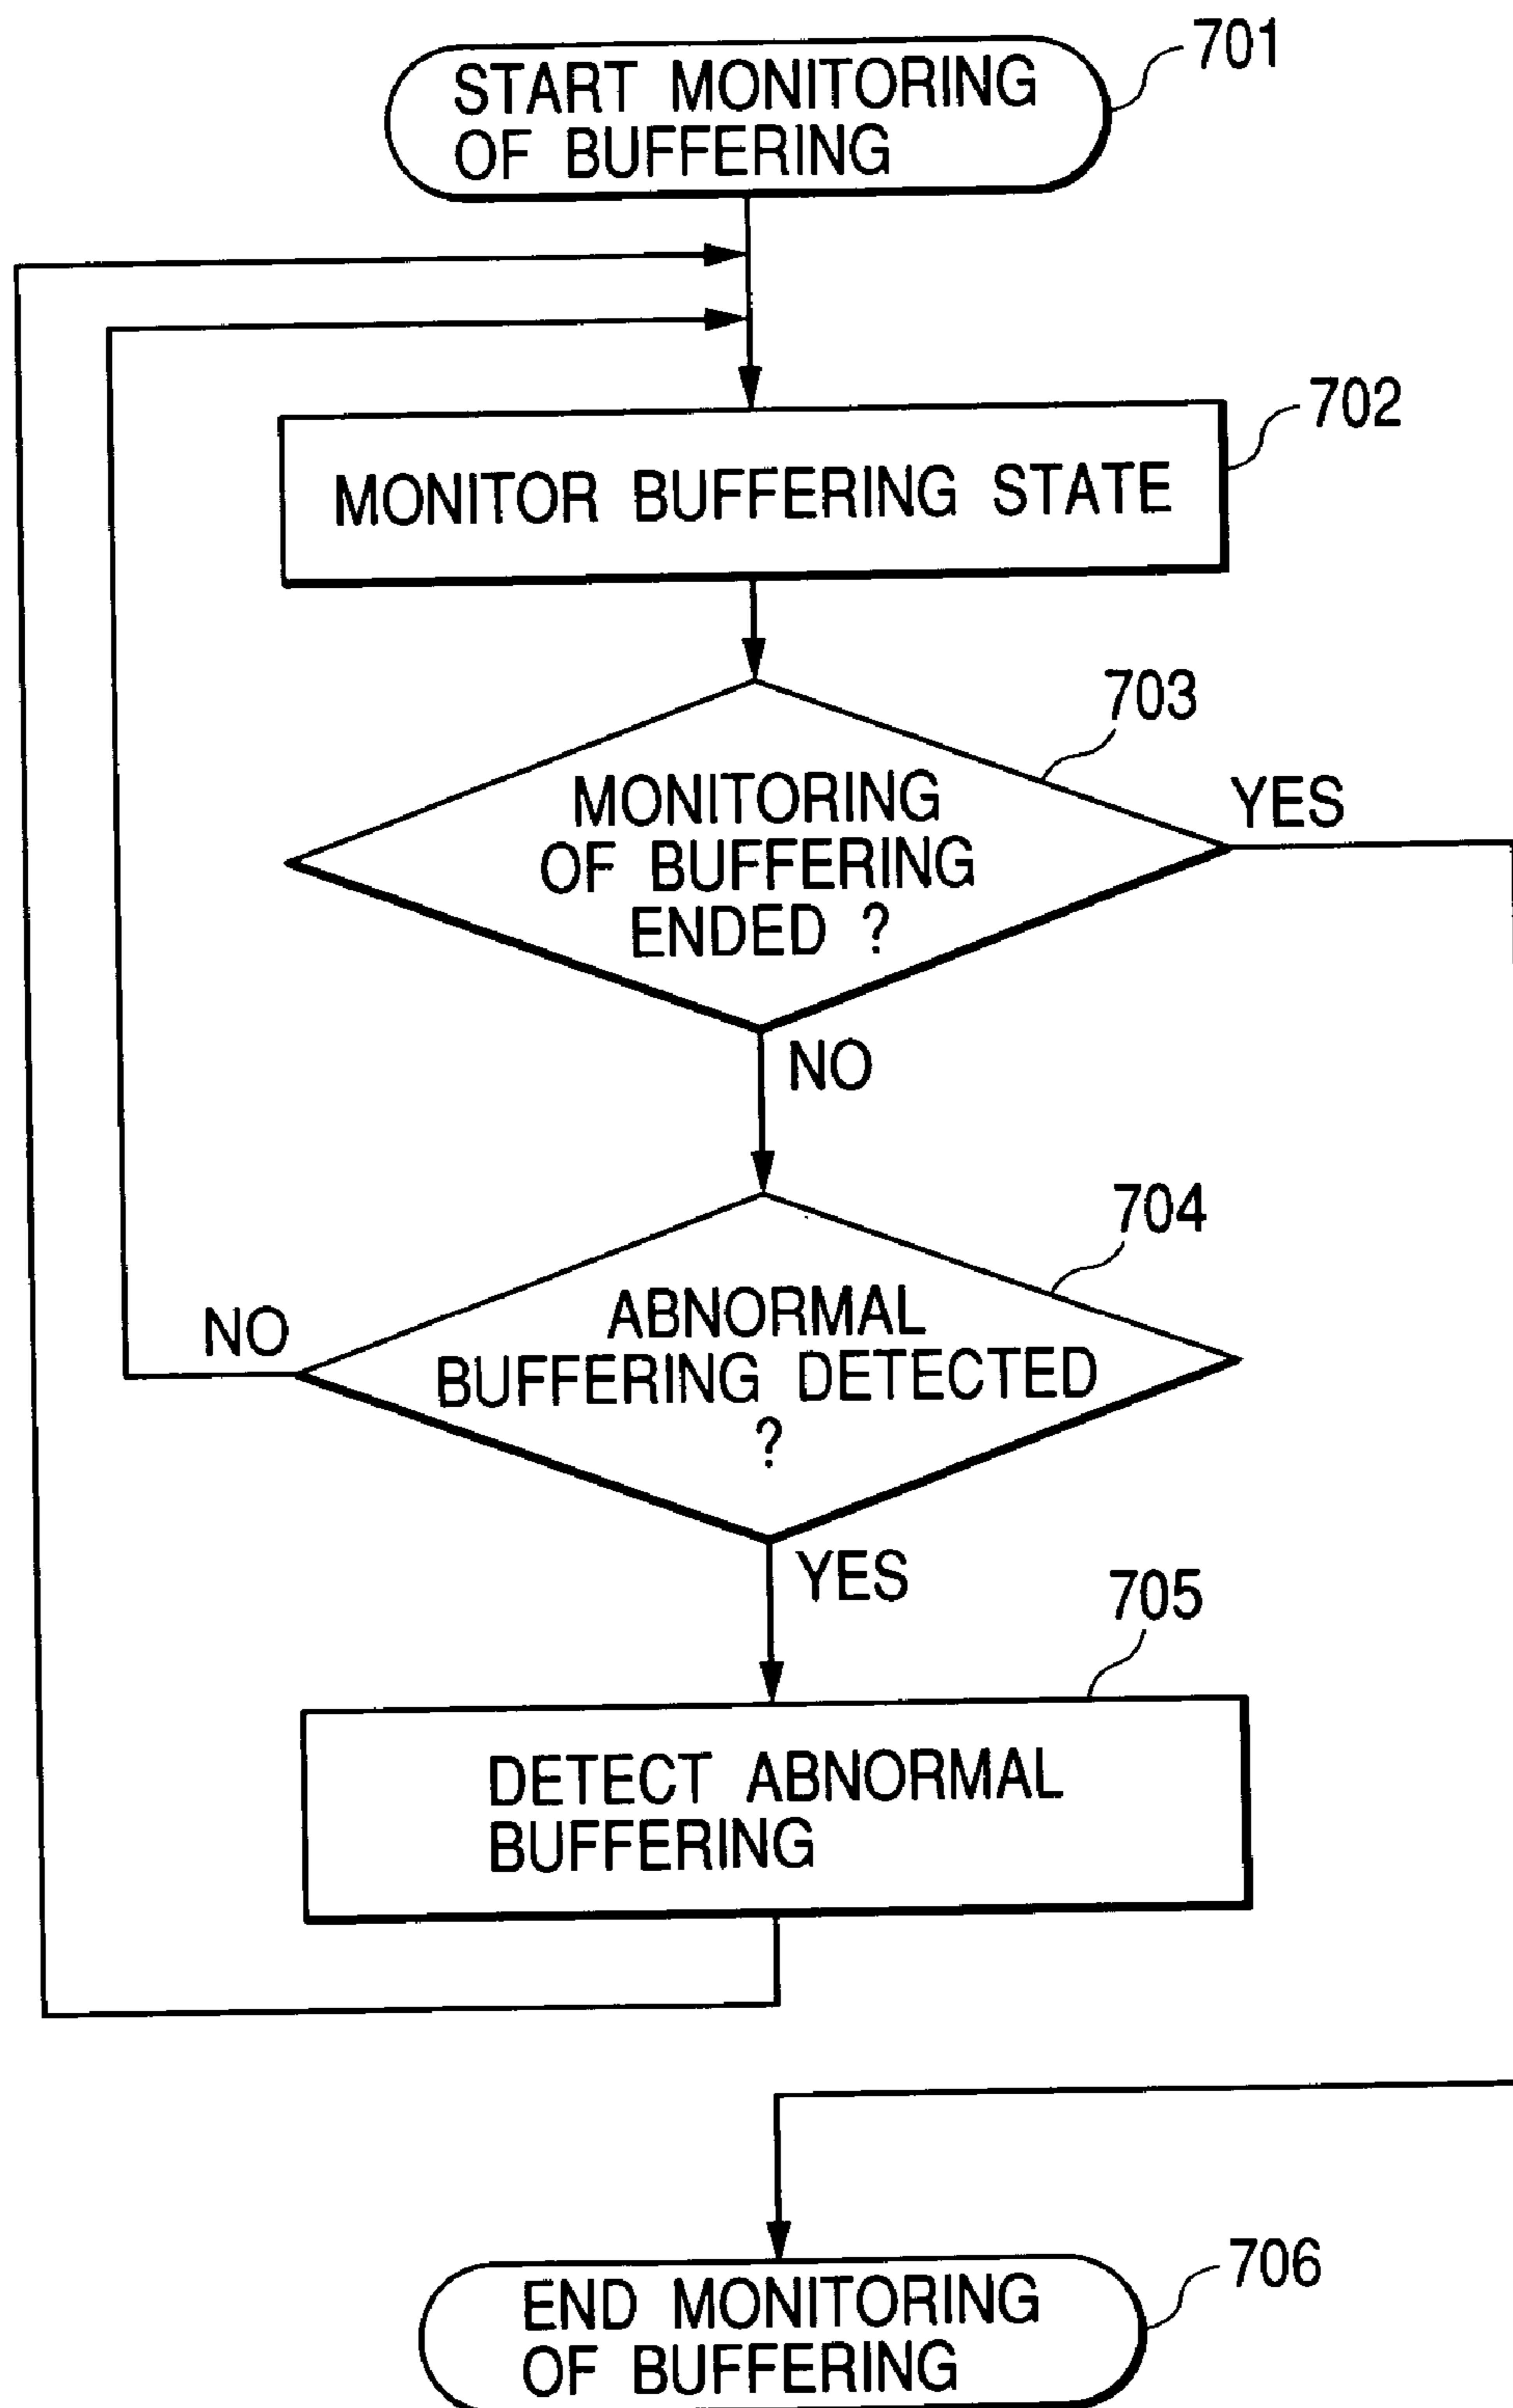 701
START MONITORING
OF BUFFERING
702
MONITOR BUFFERING STATE
703
MONITORING
OF BUFFERING
ENDED ?
YES
NO
704
ABNORMAL
BUFFERING DETECTED
?
NO
YES
705
DETECT ABNORMAL
BUFFERING
706
END MONITORING
OF BUFFERING